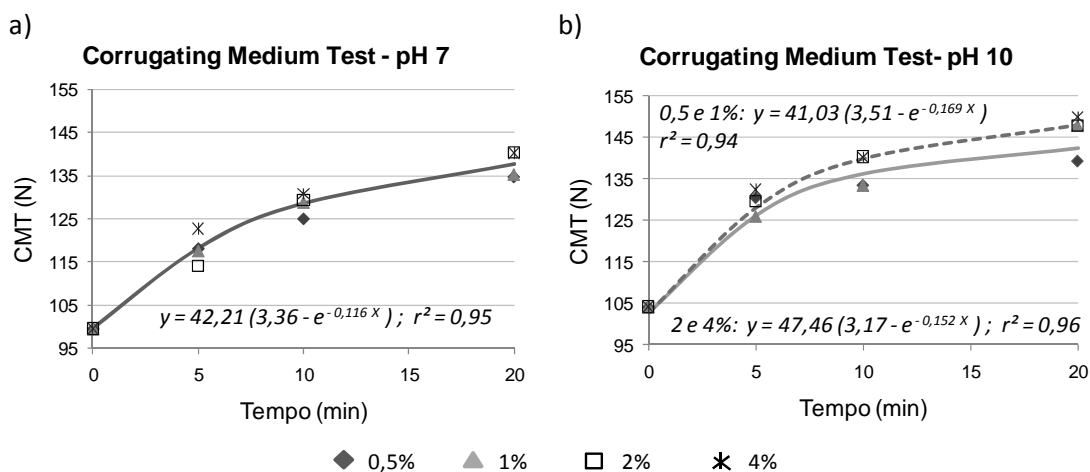 a)
Corrugating Medium Test - pH 7
155
145
135
125
115
105
95
CMT (N)
y = 42,21 (3,36 - e^-0,116 X) ; r² = 0,95
0 5 10 15 20
Tempo (min)
b)
Corrugating Medium Test- pH 10
155
145
135
125
115
105
95
CMT (N)
0,5 e 1%: y = 41,03 (3,51 - e^-0,169 X)
r² = 0,94
2 e 4%: y = 47,46 (3,17 - e^-0,152 X) ; r² = 0,96
0 5 10 15 20
Tempo (min)
0,5% 1% 2% 4%